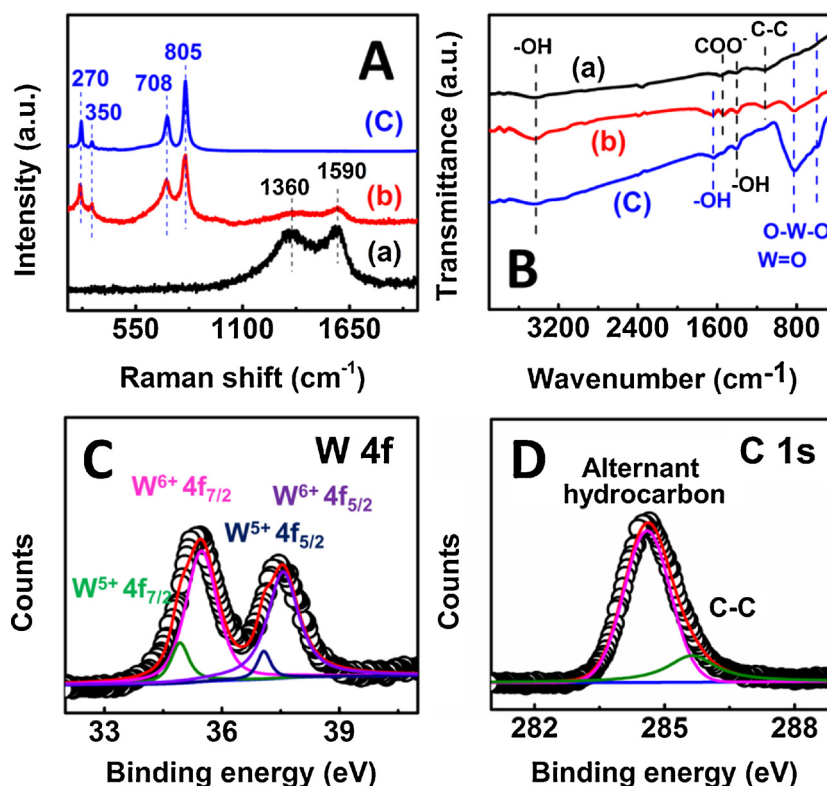 A
805
270
708
350
(C)
1590
1360
(b)
(a)
Intensity (a.u.)
550 1100 1650
Raman shift (cm-1)
C-C
-OH COO-
(a)
(b)
(C)
-OH
-OH
O-W-O
W=O
B
Transmittance (a.u.)
3200 2400 1600 800
Wavenumber (cm-1)
C W 4f
W6+ 4f7/2 W6+ 4f5/2
W5+ 4f5/2
W5+ 4f7/2
Counts
33 36 39
Binding energy (eV)
D C 1s
Alternant
hydrocarbon
C-C
Counts
282 285 288
Binding energy (eV)